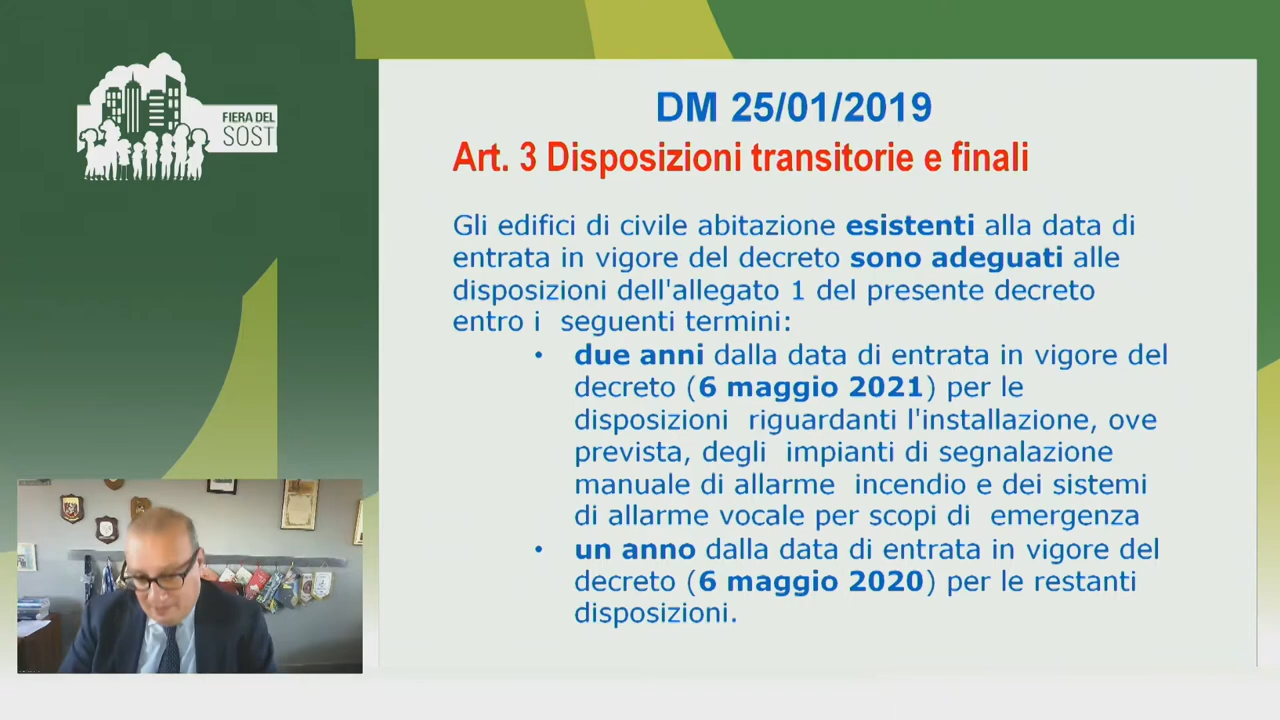 FIERA DEL
SOST
DM 25/01/2019
Art. 3 Disposizioni transitorie e finali
Gli edifici di civile abitazione esistenti alla data di
entrata in vigore del decreto sono adeguati alle
disposizioni dell'allegato 1 del presente decreto
entro i seguenti termini:
• due anni dalla data di entrata in vigore del
decreto (6 maggio 2021) per le
disposizioni riguardanti l'installazione, ove
prevista, degli impianti di segnalazione
manuale di allarme incendio e dei sistemi
di allarme vocale per scopi di emergenza
• un anno dalla data di entrata in vigore del
decreto (6 maggio 2020) per le restanti
disposizioni.